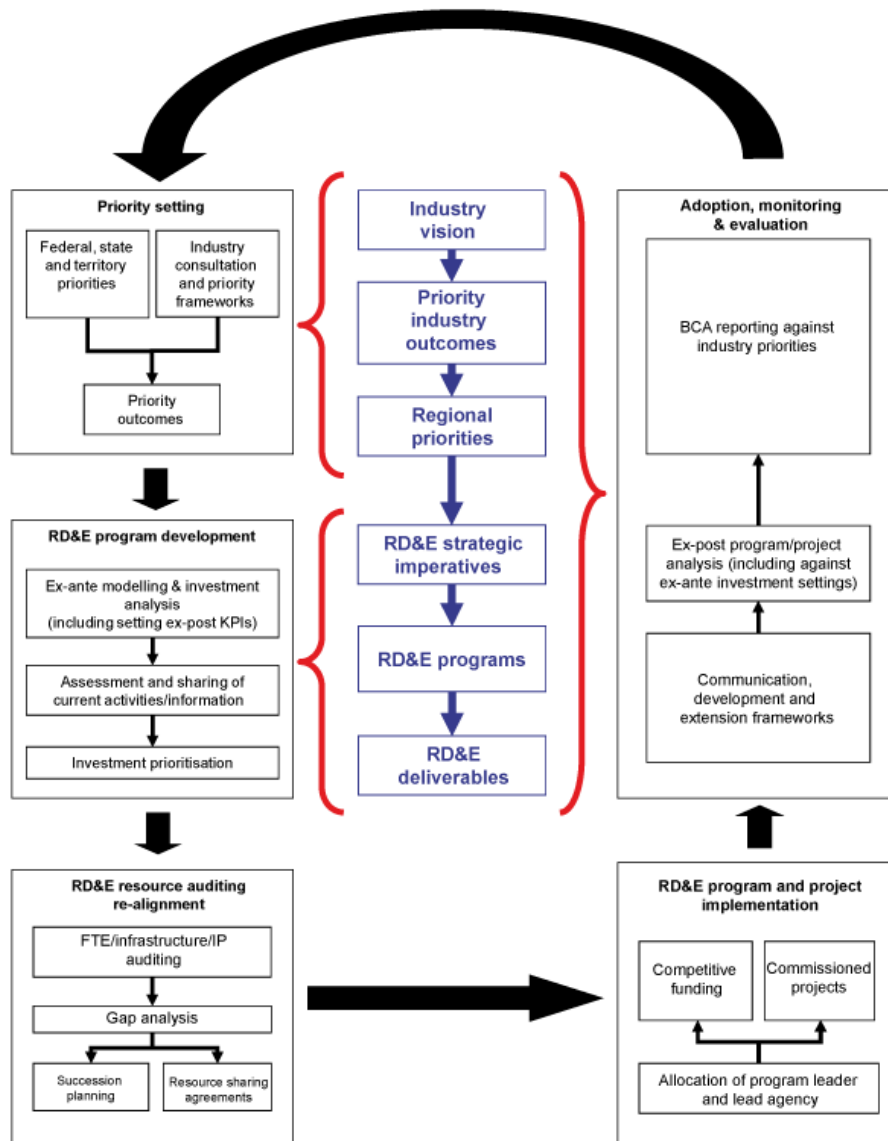 Priority setting
Federal, state
and territory
priorities
Industry
consultation
and priority
frameworks
Priority
outcomes
RD&E program development
Ex-ante modelling & investment
analysis
(including setting ex-post KPIs)
Assessment and sharing of
current activities/information
Investment prioritisation
RD&E resource auditing
re-alignment
FTE/infrastructure/IP
auditing
Gap analysis
Succession
planning
Resource sharing
agreements
Industry
vision
Priority
industry
outcomes
Regional
priorities
RD&E strategic
imperatives
RD&E programs
RD&E
deliverables
Adoption, monitoring
& evaluation
BCA reporting against
industry priorities
Ex-post program/project
analysis (including against
ex-ante investment settings)
Communication,
development and
extension frameworks
RD&E program and project
implementation
Competitive
funding
Commissioned
projects
Allocation of program leader
and lead agency